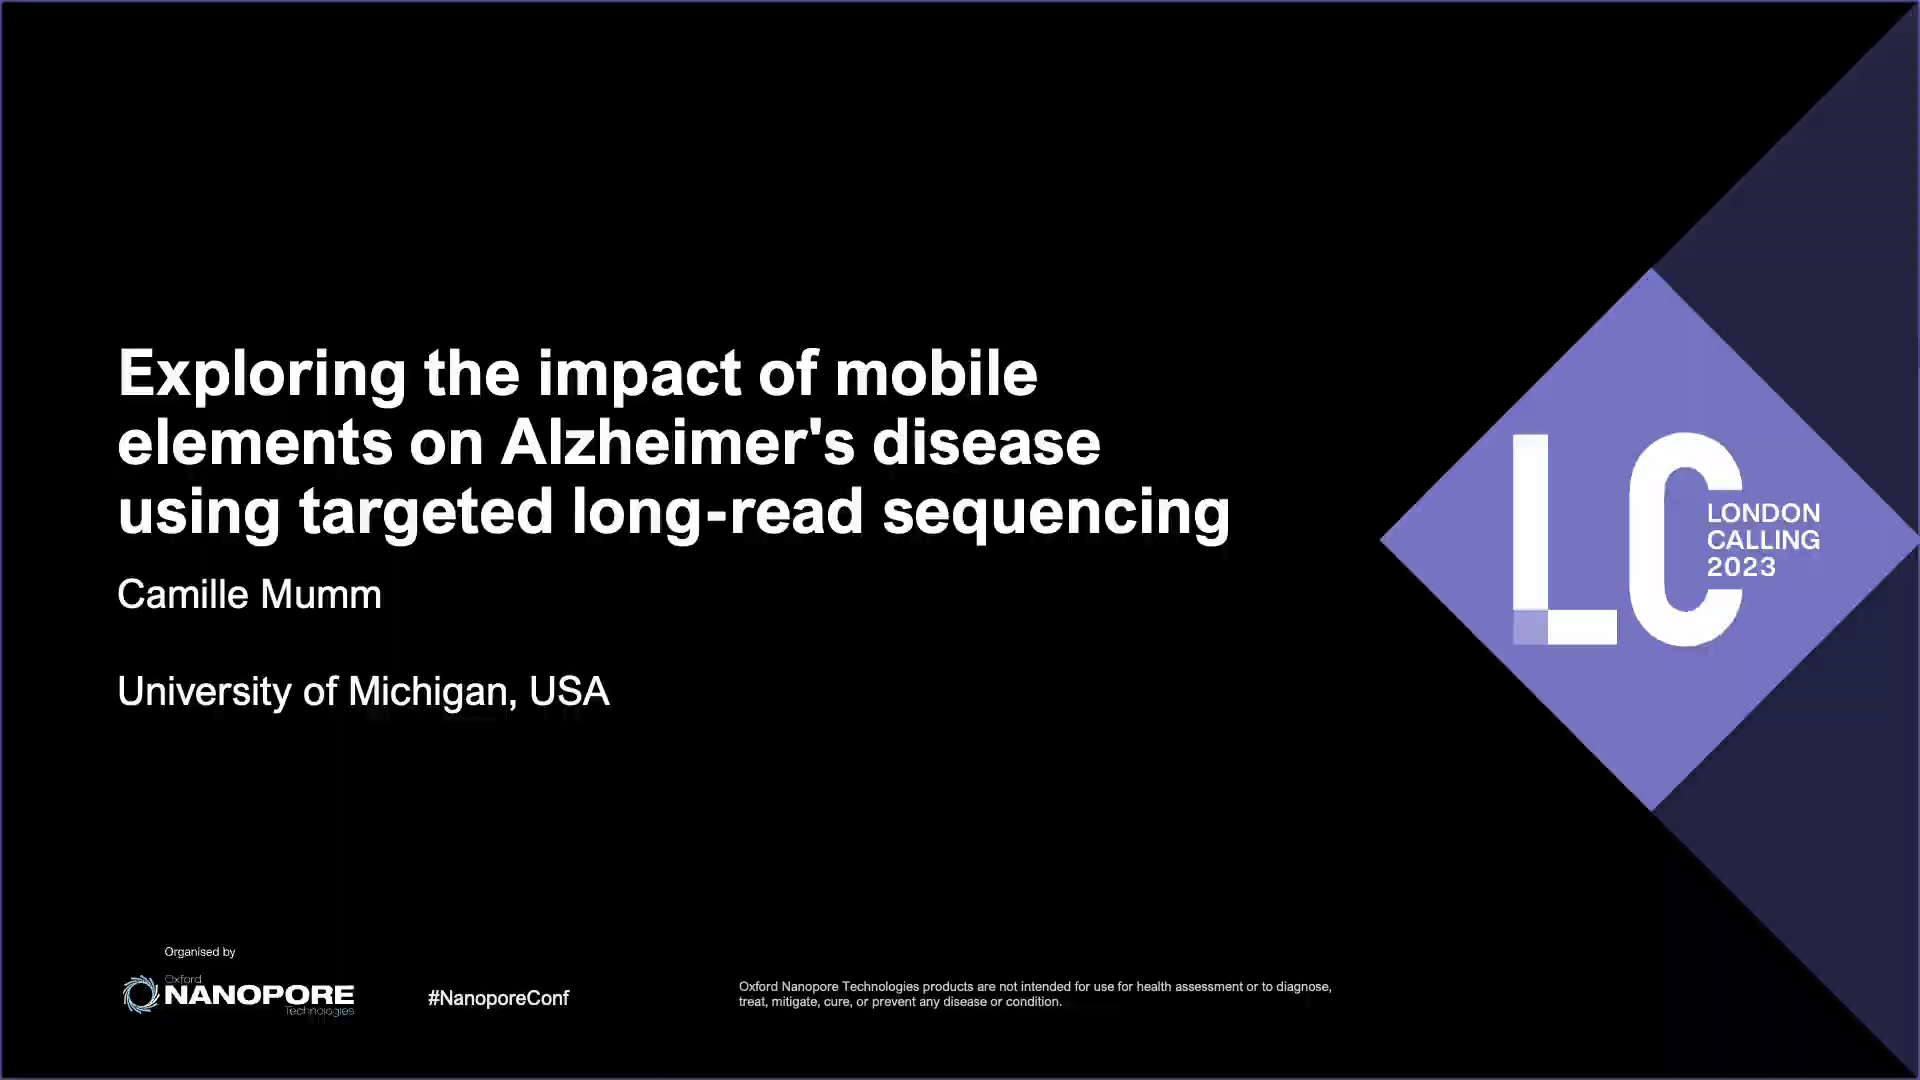 Exploring the impact of mobile
elements on Alzheimer's disease
using targeted long-read sequencing
Camille Mumm
University of Michigan, USA
LC
LONDON
CALLING
2023
Organised by
Oxford
NANOPORE
Technologies
#NanoporeConf
Oxford Nanopore Technologies products are not intended for use for health assessment or to diagnose,
treat, mitigate, cure, or prevent any disease or condition.